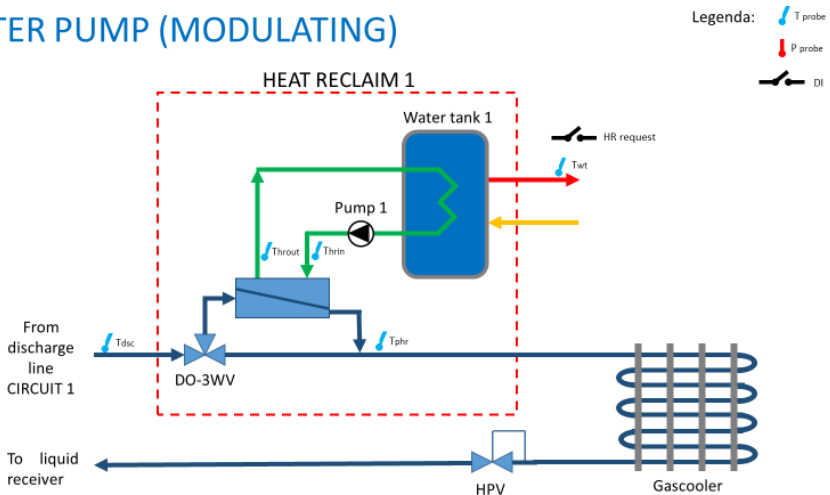 TER PUMP (MODULATING)
Legenda:
T probe
P probe
DI
HEAT RECLAIM 1
Water tank 1
HR request
Twt
Pump 1
Throut
Thrin
From
discharge
line
CIRCUIT 1
Tdsc
Tphr
DO-3WV
To liquid
receiver
HPV
Gascooler